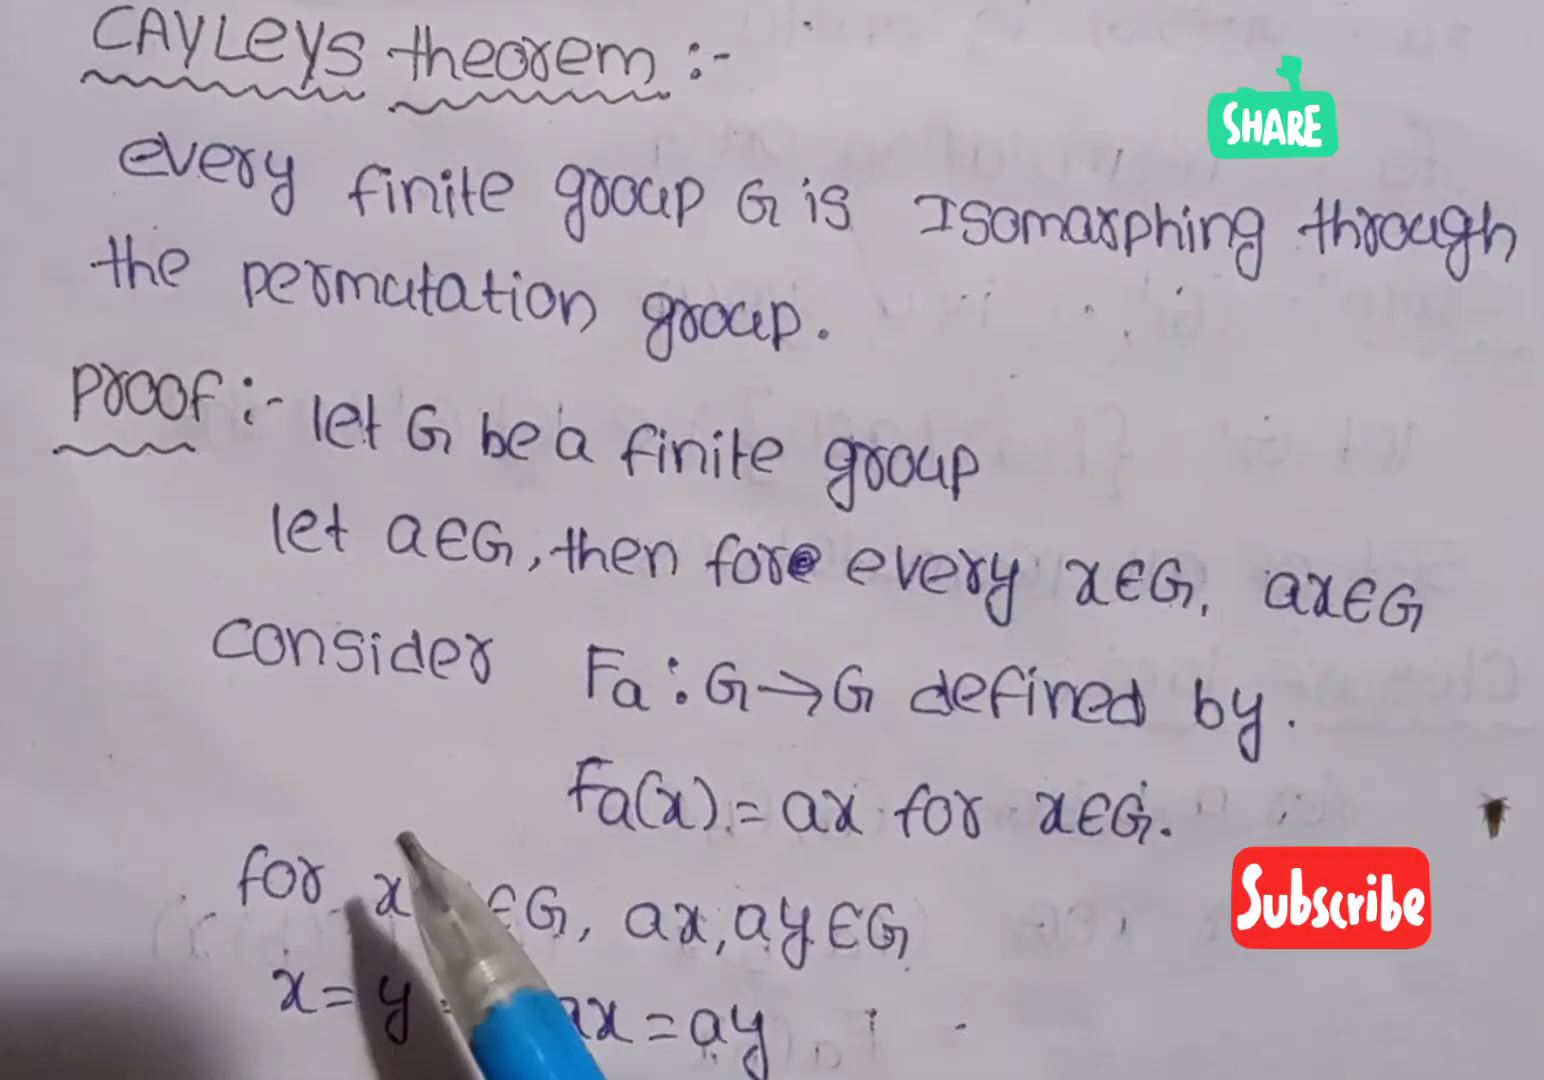 CAYLeYS theorem :-
SHARE
every finite group G is Isomarphing through
the permutation group.
Proof :- let G be a finite group
let a∈G, then fore every x∈G, ax∈G
consider Fa : G→G defined by.
Fa(x) = ax for x∈G.
for x ∈G, ax, ay∈G
Subscribe
x = y ax = ay